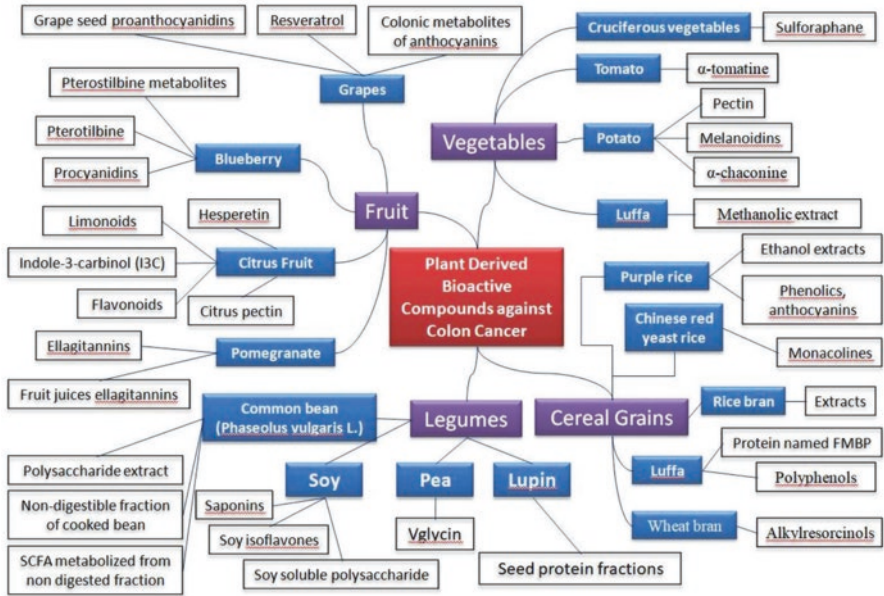 Grape seed proanthocyanidins
Resveratrol
Colonic metabolites
of anthocyanins
Grapes
Pterostilbine metabolites
Pterotilbine
Procyanidins
Blueberry
Fruit
Limonoids
Hesperetin
Indole-3-carbinol (I3C)
Citrus Fruit
Flavonoids
Citrus pectin
Ellagitannins
Pomegranate
Fruit juices ellagitannins
Cruciferous vegetables
Sulforaphane
Tomato
α-tomatine
Vegetables
Potato
Pectin
Melanoidins
α-chaconine
Luffa
Methanolic extract
Plant Derived
Bioactive
Compounds against
Colon Cancer
Purple rice
Ethanol extracts
Phenolics,
anthocyanins
Chinese red
yeast rice
Monacolines
Cereal Grains
Rice bran
Extracts
Luffa
Protein named FMBP
Polyphenols
Wheat bran
Alkylresorcinols
Legumes
Common bean
(Phaseolus vulgaris L.)
Polysaccharide extract
Non-digestible fraction
of cooked bean
SCFA metabolized from
non digested fraction
Soy
Saponins
Soy isoflavones
Soy soluble polysaccharide
Pea
Vglycin
Lupin
Seed protein fractions